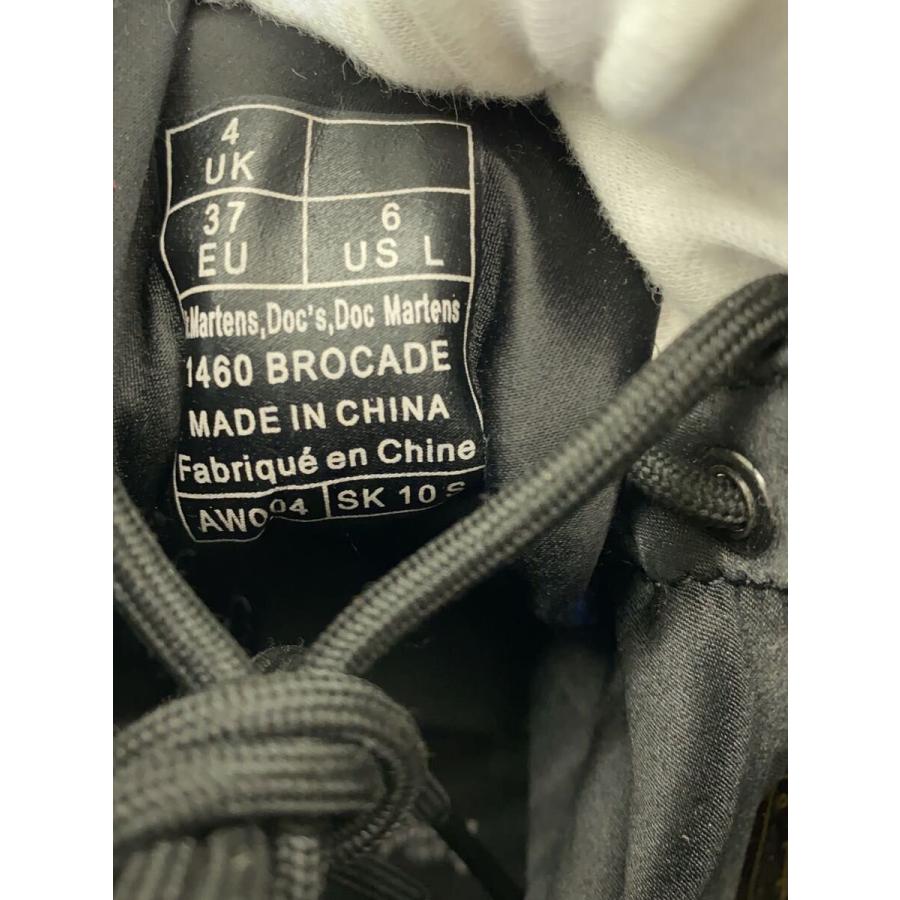 4
UK
37
EU
6
US L
Martens,Doc's,Doc Martens
1460 BROCADE
MADE IN CHINA
Fabriqué en Chine
SK 10 S